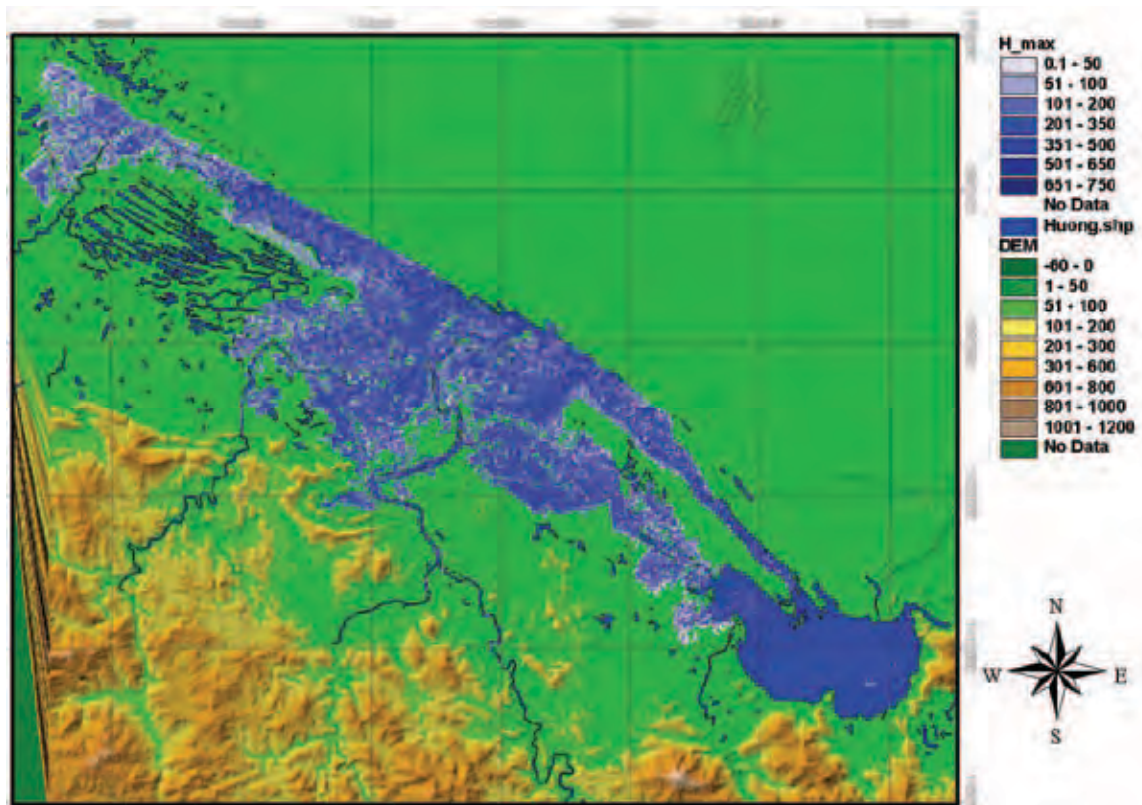 H_max
0.1 - 50
51 - 100
101 - 200
201 - 350
351 - 500
501 - 650
651 - 750
No Data
Huong.shp
DEM
-60 - 0
1 - 50
51 - 100
101 - 200
201 - 300
301 - 600
601 - 800
801 - 1000
1001 - 1200
No Data
N
W E
S